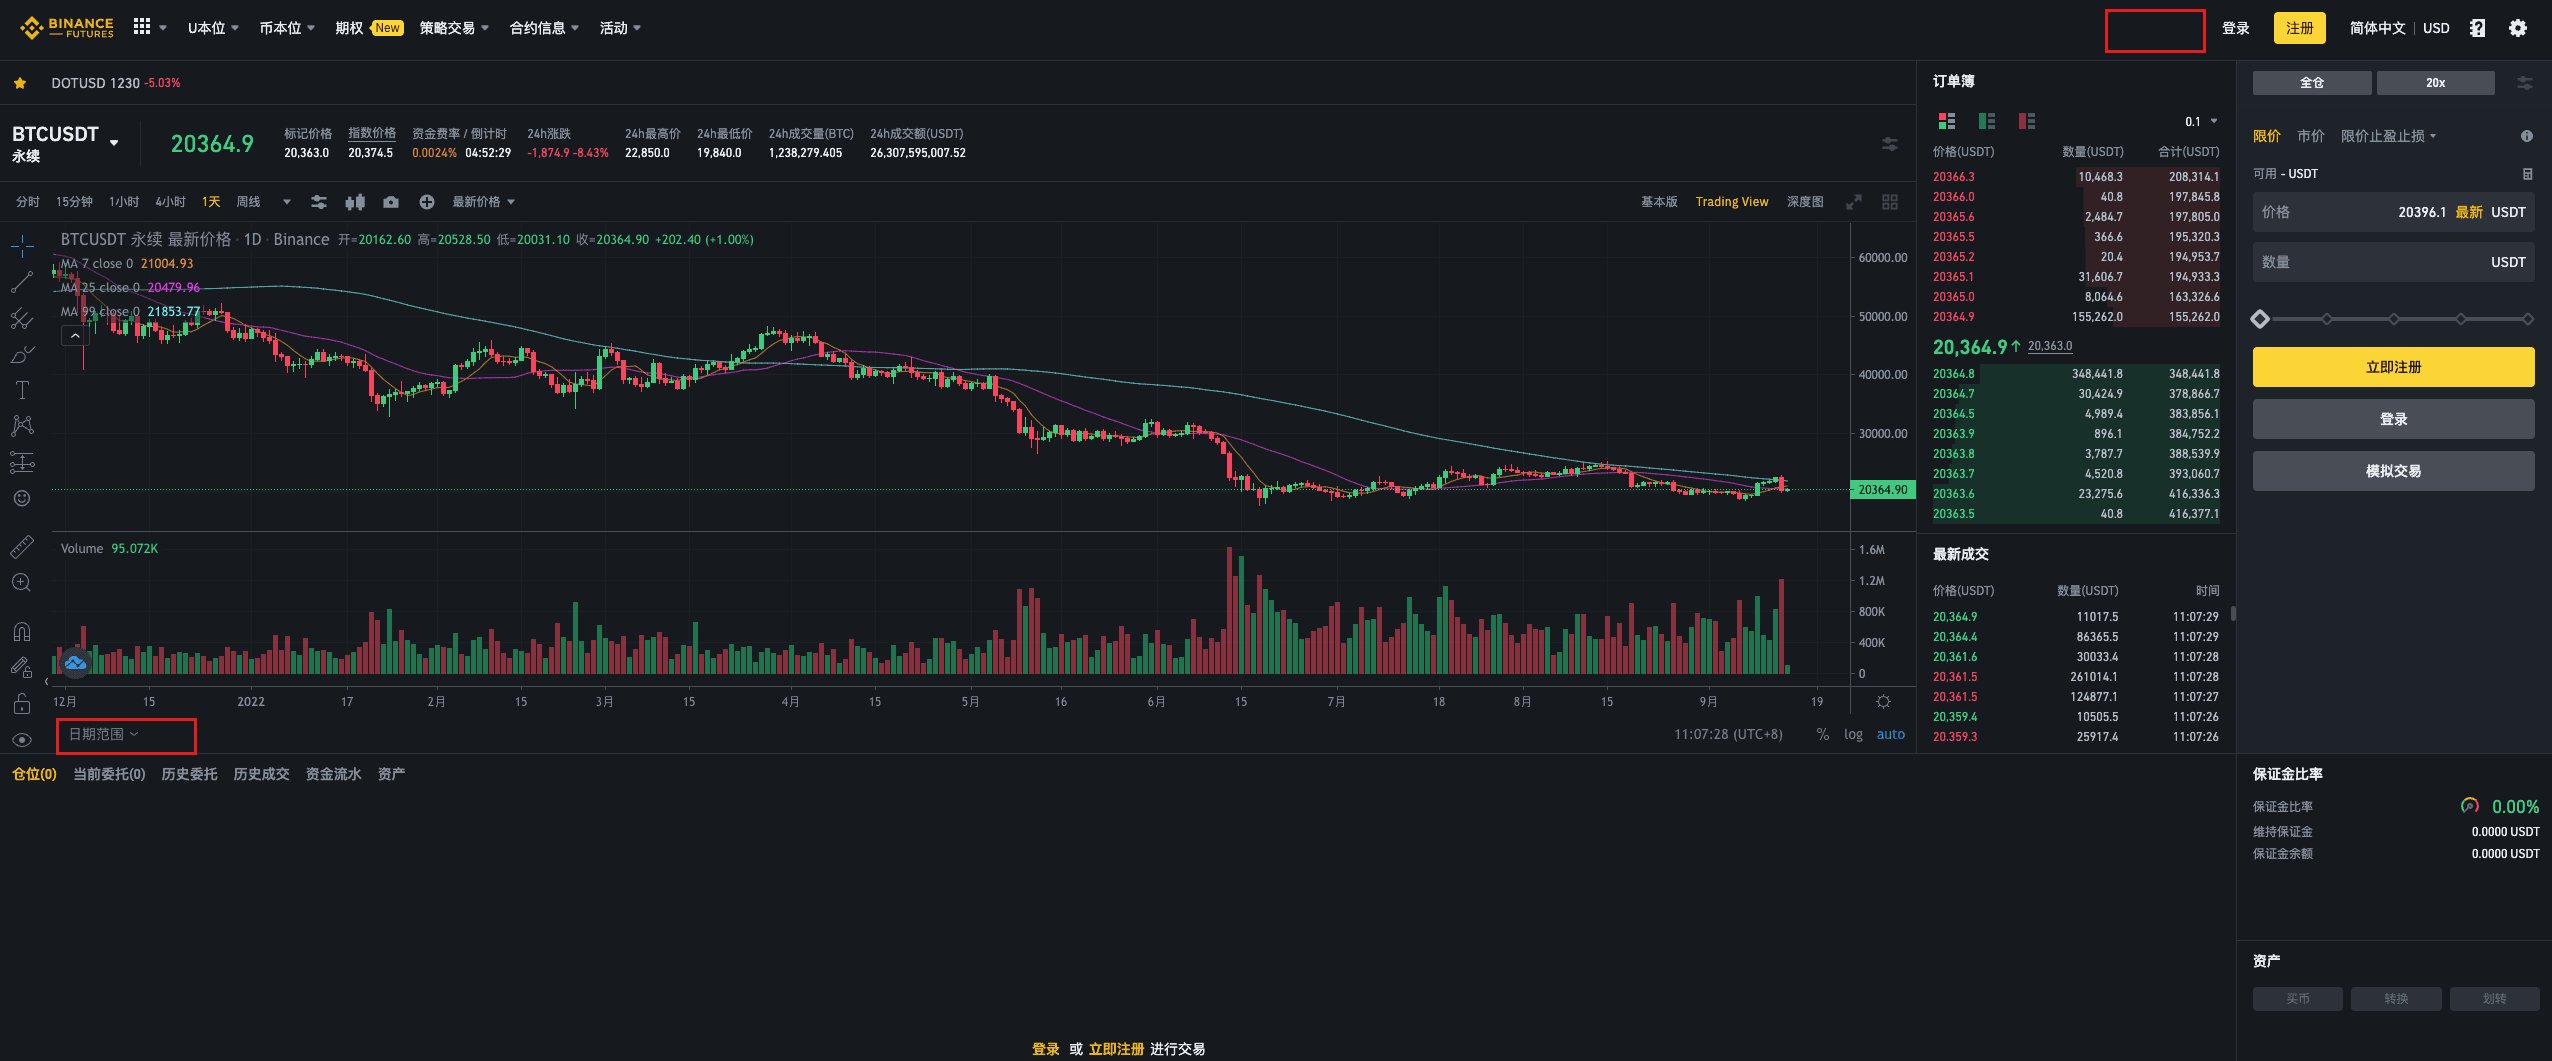 BINANCE FUTURES U本位 币本位 期权 New 策略交易 合约信息 活动 登录 注册 简体中文 | USD
DOTUSD 1230 -5.03%
BTCUSDT 永续
20364.9
标记价格 20,363.0
指数价格 20,374.5
资金费率 / 倒计时 0.0024% 04:52:29
24h涨跌 -1,874.9 -8.43%
24h最高价 22,850.0
24h最低价 19,840.0
24h成交量(BTC) 1,238,279.405
24h成交额(USDT) 26,307,595,007.52
分时 15分钟 1小时 4小时 1天 周线 最新价格 基本版 Trading View 深度图
BTCUSDT 永续 最新价格 · 1D · Binance 开=20162.60 高=20528.50 低=20031.10 收=20364.90 +202.40 (+1.00%)
MA 7 close 0 21004.93
MA 25 close 0 20479.96
MA 99 close 0 21853.77
60000.00
50000.00
40000.00
30000.00
20364.90
Volume 95.072K
1.6M
1.2M
800K
400K
0
12月 15 2022 17 2月 15 3月 15 4月 15 5月 16 6月 15 7月 18 8月 15 9月 19
日期范围 11:07:28 (UTC+8) % log auto
订单簿
0.1
价格(USDT) 数量(USDT) 合计(USDT)
20366.3 10,468.3 208,314.1
20366.0 40.8 197,845.8
20365.6 2,484.7 197,805.0
20365.5 366.6 195,320.3
20365.2 20.4 194,953.7
20365.1 31,606.7 194,933.3
20365.0 8,064.6 163,326.6
20364.9 155,262.0 155,262.0
20,364.9↑ 20,363.0
20364.8 348,441.8 348,441.8
20364.7 30,424.9 378,866.7
20364.5 4,989.4 383,856.1
20363.9 896.1 384,752.2
20363.8 3,787.7 388,539.9
20363.7 4,520.8 393,060.7
20363.6 23,275.6 416,336.3
20363.5 40.8 416,377.1
最新成交
价格(USDT) 数量(USDT) 时间
20,364.9 11017.5 11:07:29
20,364.4 86365.5 11:07:29
20,361.6 30033.4 11:07:28
20,361.5 261014.1 11:07:28
20,361.5 124877.1 11:07:27
20,359.4 10505.5 11:07:26
20,359.3 25917.4 11:07:26
全仓 20x
限价 市价 限价止盈止损
可用 - USDT
价格 20396.1 最新 USDT
数量 USDT
立即注册
登录
模拟交易
仓位(0) 当前委托(0) 历史委托 历史成交 资金流水 资产
登录 或 立即注册 进行交易
保证金比率
保证金比率 0.00%
维持保证金 0.0000 USDT
保证金余额 0.0000 USDT
资产
买币 转换 划转